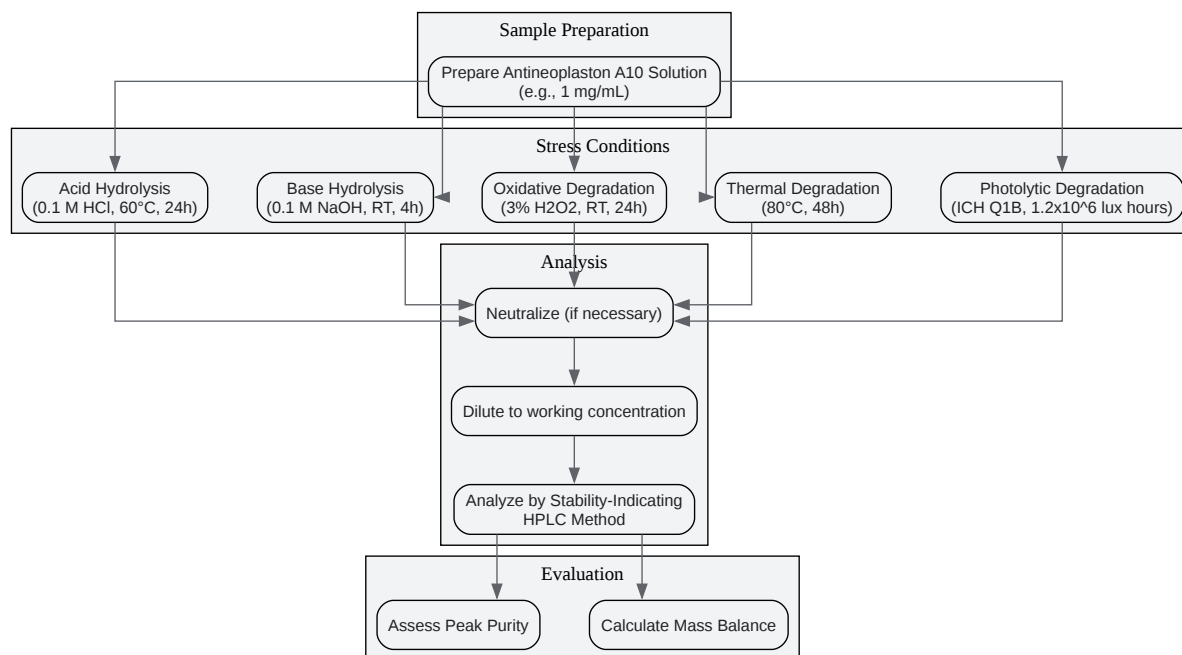 Sample Preparation
Prepare Antineoplaston A10 Solution
(e.g., 1 mg/mL)
Stress Conditions
Acid Hydrolysis
(0.1 M HCl, 60°C, 24h)
Base Hydrolysis
(0.1 M NaOH, RT, 4h)
Oxidative Degradation
(3% H2O2, RT, 24h)
Thermal Degradation
(80°C, 48h)
Photolytic Degradation
(ICH Q1B, 1.2x10^6 lux hours)
Analysis
Neutralize (if necessary)
Dilute to working concentration
Analyze by Stability-Indicating
HPLC Method
Evaluation
Assess Peak Purity
Calculate Mass Balance